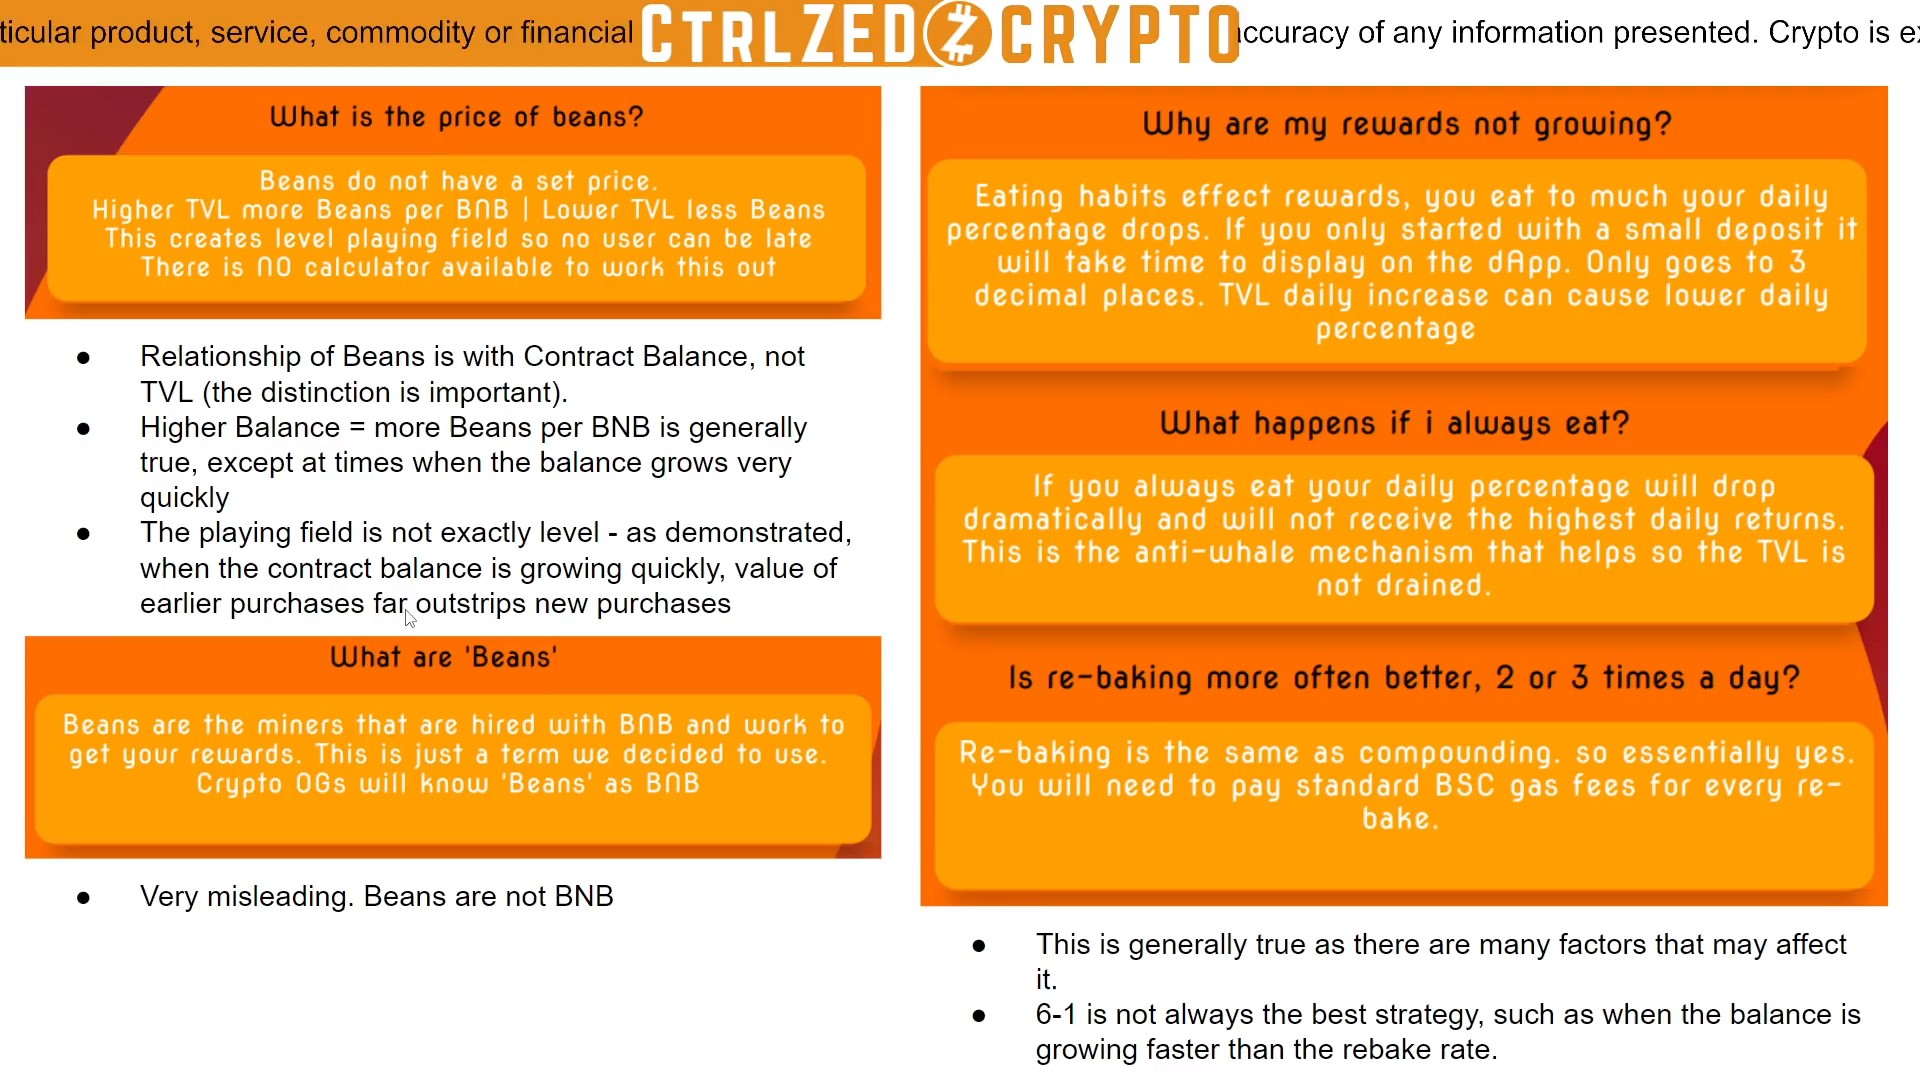 ticular product, service, commodity or financial
CTRLZED CRYPTO
accuracy of any information presented. Crypto is
What is the price of beans?
Beans do not have a set price.
Higher TVL more Beans per BNB | Lower TVL less Beans
This creates level playing field so no user can be late
There is NO calculator available to work this out
● Relationship of Beans is with Contract Balance, not
TVL (the distinction is important).
● Higher Balance = more Beans per BNB is generally
true, except at times when the balance grows very
quickly
● The playing field is not exactly level - as demonstrated,
when the contract balance is growing quickly, value of
earlier purchases far outstrips new purchases
What are 'Beans'
Beans are the miners that are hired with BNB and work to
get your rewards. This is just a term we decided to use.
Crypto OGs will know 'Beans' as BNB
● Very misleading. Beans are not BNB
Why are my rewards not growing?
Eating habits effect rewards, you eat to much your daily
percentage drops. If you only started with a small deposit it
will take time to display on the dApp. Only goes to 3
decimal places. TVL daily increase can cause lower daily
percentage
What happens if i always eat?
If you always eat your daily percentage will drop
dramatically and will not receive the highest daily returns.
This is the anti-whale mechanism that helps so the TVL is
not drained.
Is re-baking more often better, 2 or 3 times a day?
Re-baking is the same as compounding. so essentially yes.
You will need to pay standard BSC gas fees for every re-
bake.
● This is generally true as there are many factors that may affect
it.
● 6-1 is not always the best strategy, such as when the balance is
growing faster than the rebake rate.